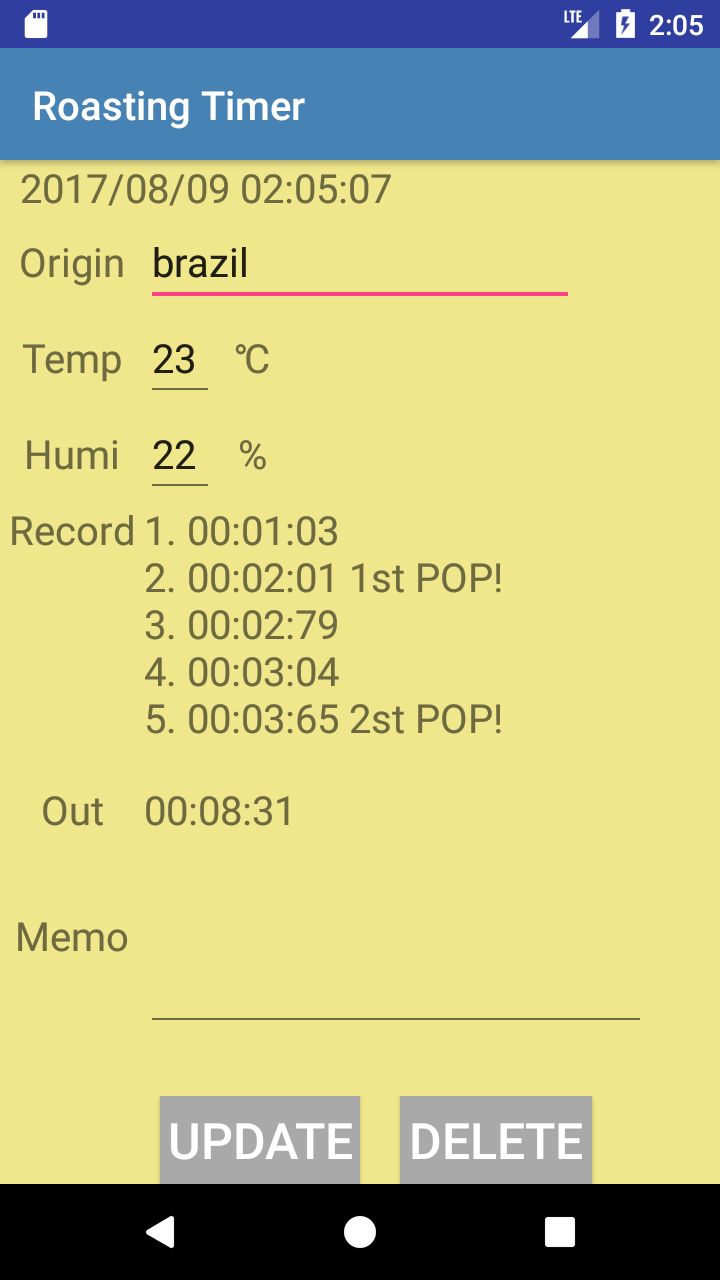 LTE 2:05
Roasting Timer
2017/08/09 02:05:07
Origin brazil
Temp 23 ℃
Humi 22 %
Record 1. 00:01:03
2. 00:02:01 1st POP!
3. 00:02:79
4. 00:03:04
5. 00:03:65 2st POP!
Out 00:08:31
Memo
UPDATE DELETE